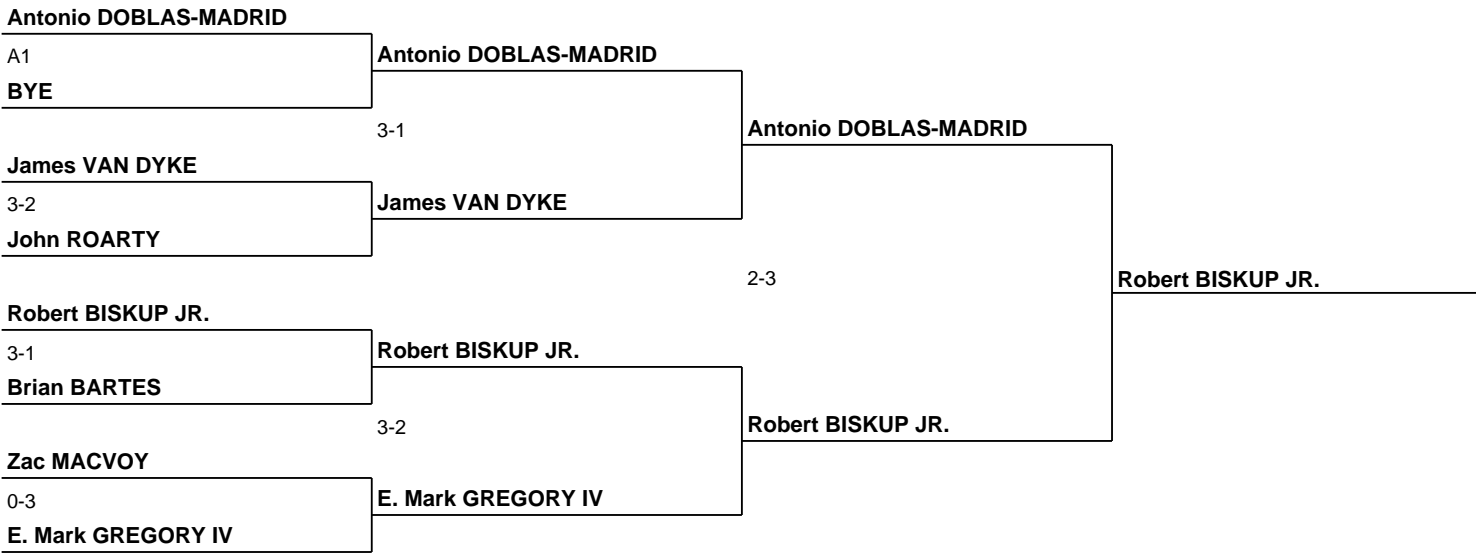 Antonio DOBLAS-MADRID
A1
Antonio DOBLAS-MADRID
BYE
3-1
Antonio DOBLAS-MADRID
James VAN DYKE
3-2
James VAN DYKE
John ROARTY
2-3
Robert BISKUP JR.
Robert BISKUP JR.
3-1
Robert BISKUP JR.
Brian BARTES
3-2
Robert BISKUP JR.
Zac MACVOY
0-3
E. Mark GREGORY IV
E. Mark GREGORY IV